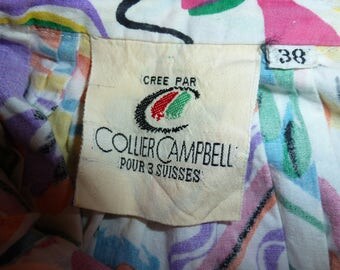 CREE PAR
COLLIER CAMPBELL
POUR 3 SUISSES
38